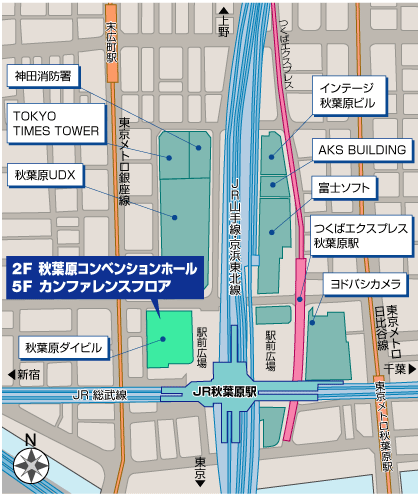 上野
末広町駅
つくばエクスプレス
神田消防署
TOKYO
TIMES TOWER
秋葉原UDX
東京メトロ銀座線
JR山手線・京浜東北線
インテージ
秋葉原ビル
AKS BUILDING
富士ソフト
つくばエクスプレス
秋葉原駅
ヨドバシカメラ
2F 秋葉原コンベンションホール
5F カンファレンスフロア
秋葉原ダイビル
駅前広場
駅前広場
東京メトロ
日比谷線
新宿
千葉
JR 総武線
JR秋葉原駅
東京メトロ秋葉原駅
N
東京